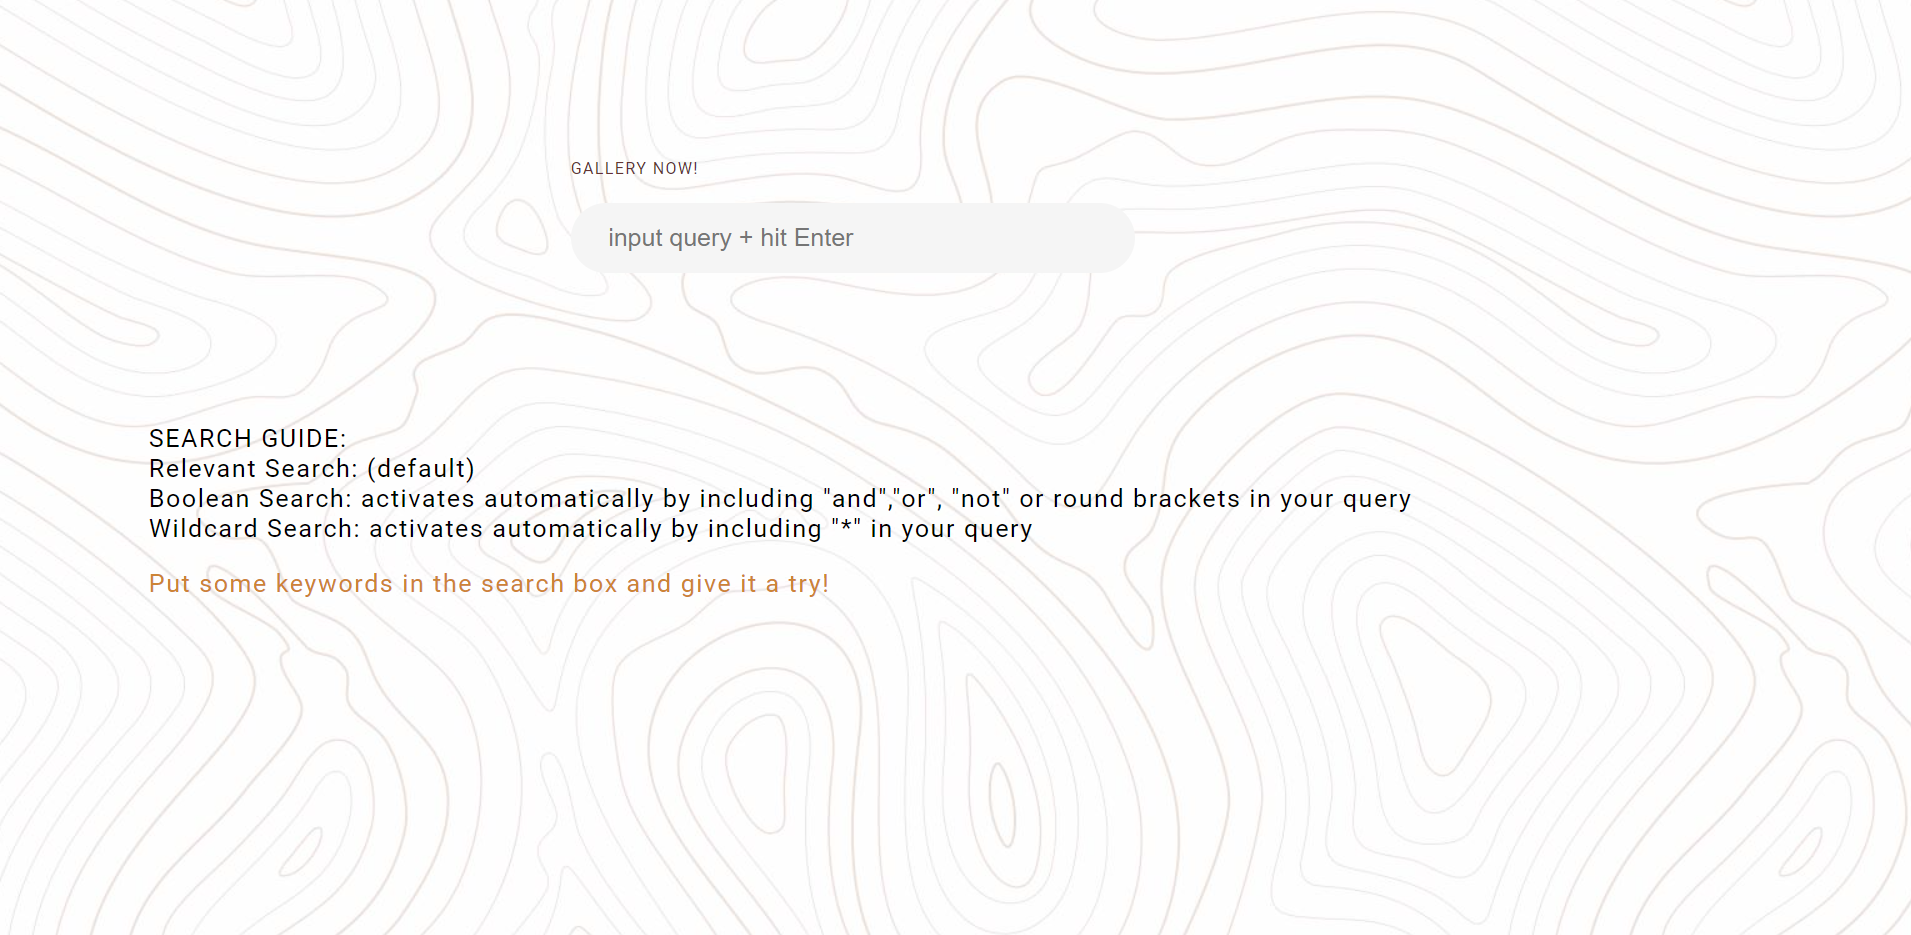 GALLERY NOW!
input query + hit Enter
SEARCH GUIDE:
Relevant Search: (default)
Boolean Search: activates automatically by including "and","or", "not" or round brackets in your query
Wildcard Search: activates automatically by including "*" in your query
Put some keywords in the search box and give it a try!